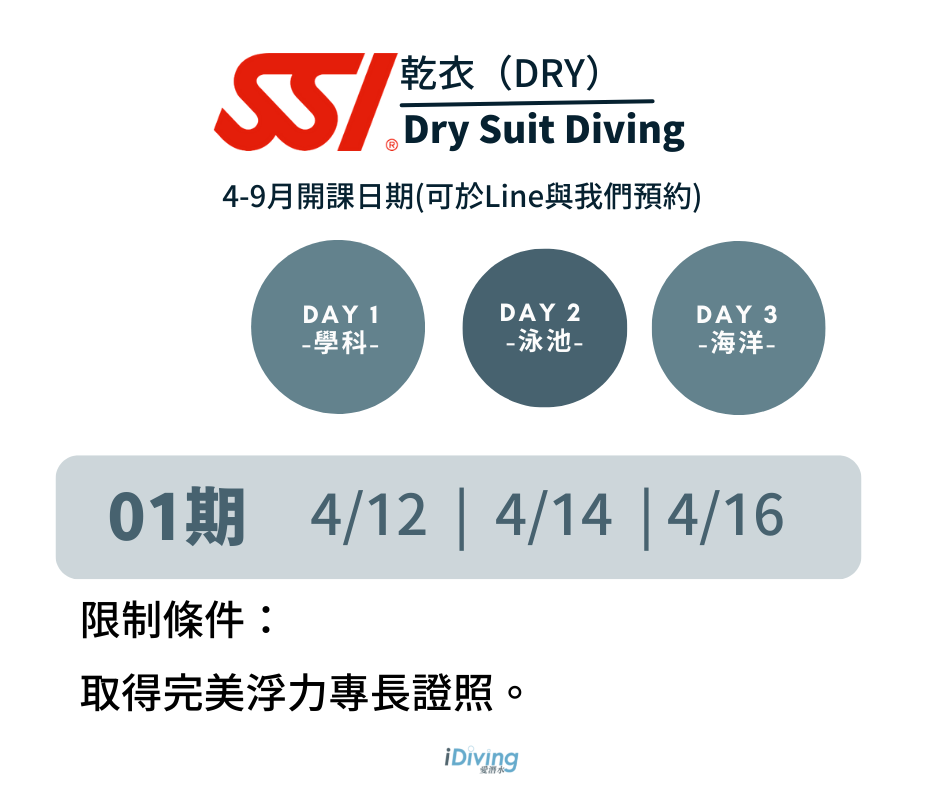 SSI®
乾衣（DRY）
Dry Suit Diving
4-9月開課日期(可於Line與我們預約)
DAY 1
-學科-
DAY 2
-泳池-
DAY 3
-海洋-
01期 4/12 | 4/14 | 4/16
限制條件：
取得完美浮力專長證照。
iDiving
愛潛水